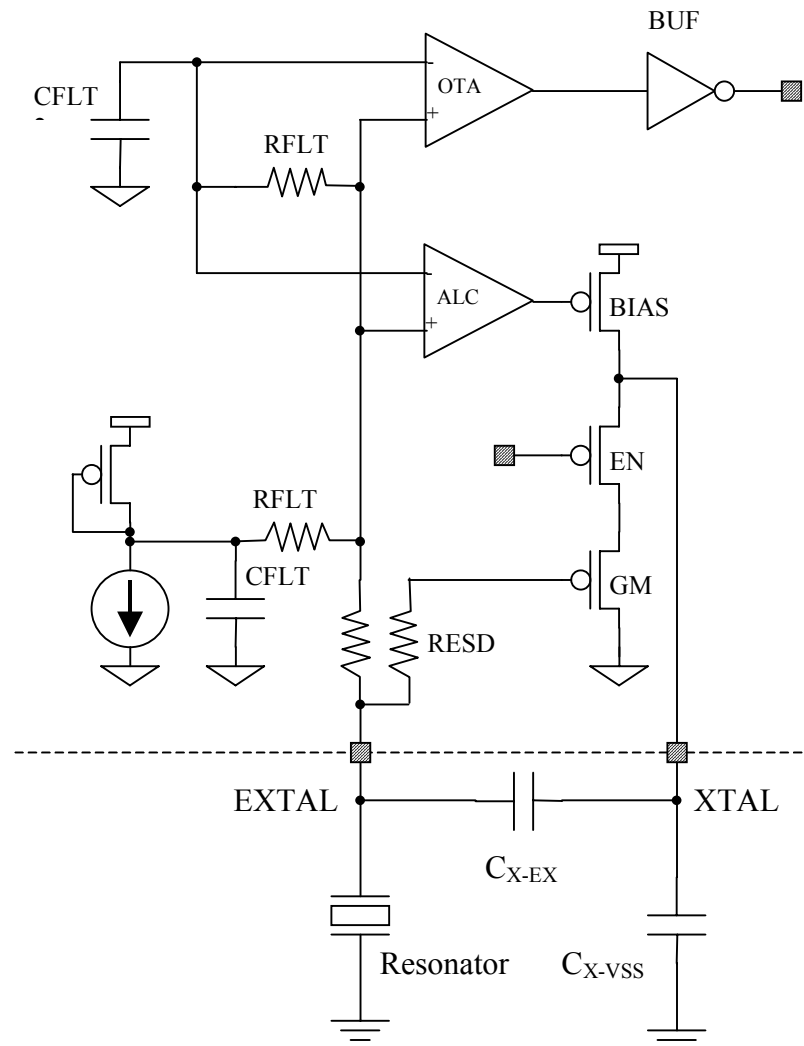 BUF
CFLT
-
OTA
+
RFLT
-
ALC
+
BIAS
EN
RFLT
CFLT
GM
RESD
EXTAL
XTAL
CX-EX
Resonator
CX-VSS